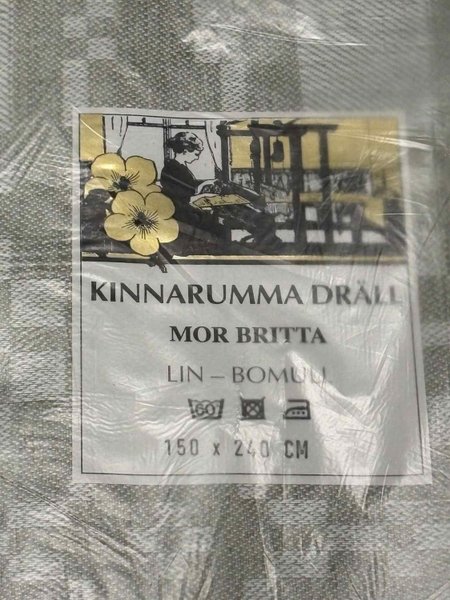 KINNARUMMA DRÄLL
MOR BRITTA
LIN – BOMULL
60
150 x 240 CM